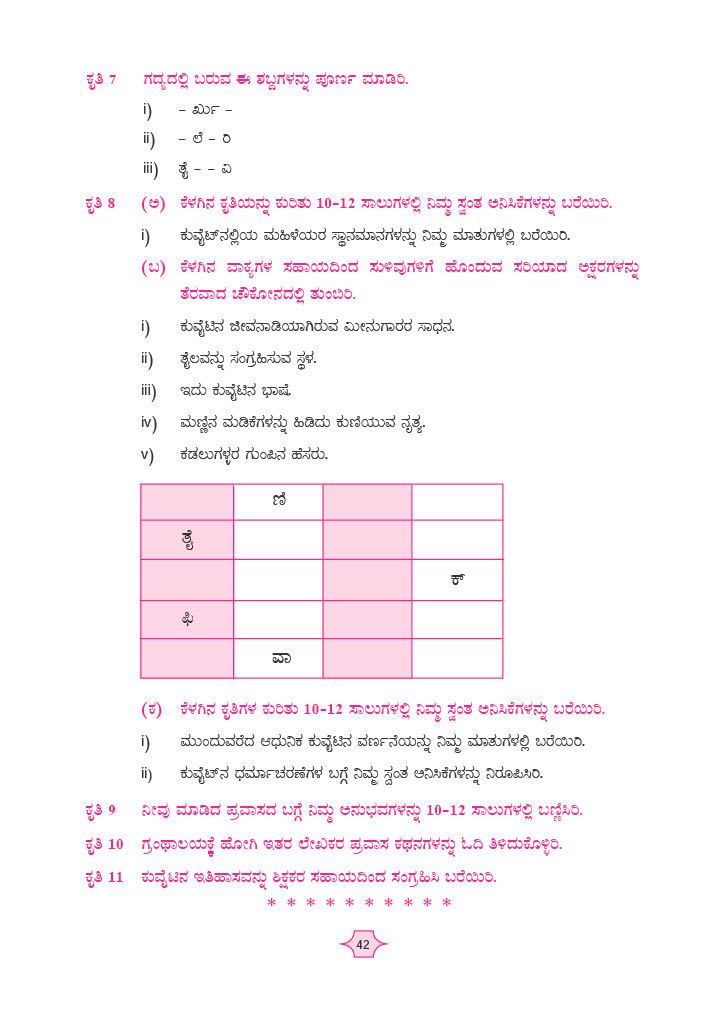 ಕೃತಿ 7 ಗದ್ಯದಲ್ಲಿ ಬರುವ ಈ ಶಬ್ದಗಳನ್ನು ಪೂರ್ಣ ಮಾಡಿರಿ.
i) – ರ್ಖಿ –
ii) – ಲೆ – ರಿ
iii) ತೈ – – ವಿ
ಕೃತಿ 8 (ಅ) ಕೆಳಗಿನ ಕೃತಿಯನ್ನು ಕುರಿತು 10–12 ಸಾಲುಗಳಲ್ಲಿ ನಿಮ್ಮ ಸ್ವಂತ ಅನಿಸಿಕೆಗಳನ್ನು ಬರೆಯಿರಿ.
i) ಕುವೈಟ್‌ನಲ್ಲಿಯ ಮಹಿಳೆಯರ ಸ್ಥಾನಮಾನಗಳನ್ನು ನಿಮ್ಮ ಮಾತುಗಳಲ್ಲಿ ಬರೆಯಿರಿ.
(ಬ) ಕೆಳಗಿನ ವಾಕ್ಯಗಳ ಸಹಾಯದಿಂದ ಸುಳಿವುಗಳಿಗೆ ಹೊಂದುವ ಸರಿಯಾದ ಅಕ್ಷರಗಳನ್ನು
ತೆರವಾದ ಚೌಕೋನದಲ್ಲಿ ತುಂಬಿರಿ.
i) ಕುವೈಟಿನ ಜೀವನಾಡಿಯಾಗಿರುವ ಮೀನುಗಾರರ ಸಾಧನ.
ii) ತೈಲವನ್ನು ಸಂಗ್ರಹಿಸುವ ಸ್ಥಳ.
iii) ಇದು ಕುವೈಟಿನ ಭಾಷೆ.
iv) ಮಣ್ಣಿನ ಮಡಿಕೆಗಳನ್ನು ಹಿಡಿದು ಕುಣಿಯುವ ನೃತ್ಯ.
v) ಕಡಲುಗಳ್ಳರ ಗುಂಪಿನ ಹೆಸರು.
ಣಿ
ತೈ
ಕ್
ಫಿ
ವಾ
(ಕ) ಕೆಳಗಿನ ಕೃತಿಗಳ ಕುರಿತು 10–12 ಸಾಲುಗಳಲ್ಲಿ ನಿಮ್ಮ ಸ್ವಂತ ಅನಿಸಿಕೆಗಳನ್ನು ಬರೆಯಿರಿ.
i) ಮುಂದುವರೆದ ಆಧುನಿಕ ಕುವೈಟಿನ ವರ್ಣನೆಯನ್ನು ನಿಮ್ಮ ಮಾತುಗಳಲ್ಲಿ ಬರೆಯಿರಿ.
ii) ಕುವೈಟ್‌ನ ಧರ್ಮಾಚರಣೆಗಳ ಬಗ್ಗೆ ನಿಮ್ಮ ಸ್ವಂತ ಅನಿಸಿಕೆಗಳನ್ನು ನಿರೂಪಿಸಿರಿ.
ಕೃತಿ 9 ನೀವು ಮಾಡಿದ ಪ್ರವಾಸದ ಬಗ್ಗೆ ನಿಮ್ಮ ಅನುಭವಗಳನ್ನು 10–12 ಸಾಲುಗಳಲ್ಲಿ ಬಣ್ಣಿಸಿರಿ.
ಕೃತಿ 10 ಗ್ರಂಥಾಲಯಕ್ಕೆ ಹೋಗಿ ಇತರ ಲೇಖಕರ ಪ್ರವಾಸ ಕಥನಗಳನ್ನು ಓದಿ ತಿಳಿದುಕೊಳ್ಳಿರಿ.
ಕೃತಿ 11 ಕುವೈಟಿನ ಇತಿಹಾಸವನ್ನು ಶಿಕ್ಷಕರ ಸಹಾಯದಿಂದ ಸಂಗ್ರಹಿಸಿ ಬರೆಯಿರಿ.
* * * * * * * * * *
42